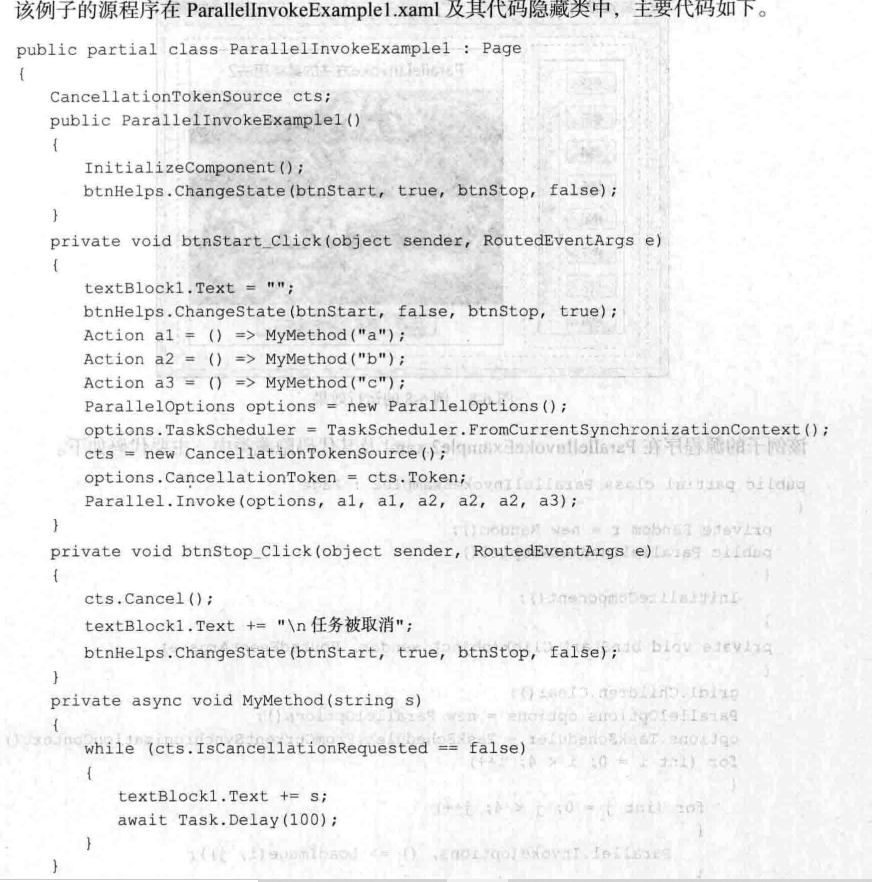 该例子的源程序在 ParallelInvokeExample1.xaml 及其代码隐藏类中，主要代码如下。
public partial class ParallelInvokeExample1 : Page
{
CancellationTokenSource cts;
public ParallelInvokeExample1()
{
InitializeComponent();
btnHelps.ChangeState(btnStart, true, btnStop, false);
}
private void btnStart_Click(object sender, RoutedEventArgs e)
{
textBlock1.Text = "";
btnHelps.ChangeState(btnStart, false, btnStop, true);
Action a1 = () => MyMethod("a");
Action a2 = () => MyMethod("b");
Action a3 = () => MyMethod("c");
ParallelOptions options = new ParallelOptions();
options.TaskScheduler = TaskScheduler.FromCurrentSynchronizationContext();
cts = new CancellationTokenSource();
options.CancellationToken = cts.Token;
Parallel.Invoke(options, a1, a1, a2, a2, a2, a3);
}
private void btnStop_Click(object sender, RoutedEventArgs e)
{
cts.Cancel();
textBlock1.Text += "\n 任务被取消";
btnHelps.ChangeState(btnStart, true, btnStop, false);
}
private async void MyMethod(string s)
{
while (cts.IsCancellationRequested == false)
{
textBlock1.Text += s;
await Task.Delay(100);
}
}